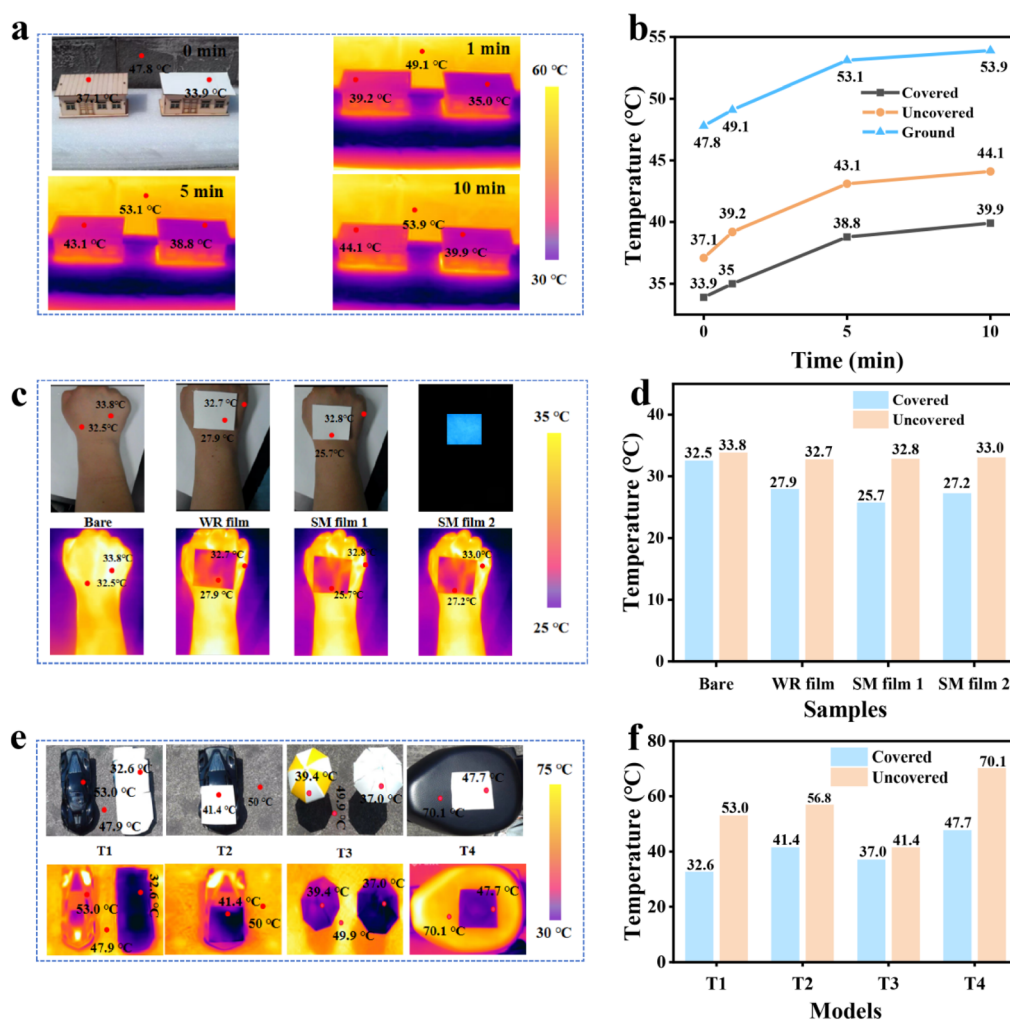 a
0 min
47.8 °C
37.1 °C
33.9 °C
1 min
49.1 °C
39.2 °C
35.0 °C
5 min
53.1 °C
43.1 °C
38.8 °C
10 min
53.9 °C
44.1 °C
39.9 °C
60 °C
30 °C
b
Temperature (°C)
55
50
45
40
35
47.8
49.1
53.1
53.9
Covered
Uncovered
Ground
37.1
39.2
43.1
44.1
33.9
35
38.8
39.9
0
5
10
Time (min)
c
33.8°C
32.5°C
32.7 °C
27.9 °C
32.8°C
25.7°C
Bare
WR film
SM film 1
SM film 2
33.8°C
32.5°C
32.7°C
27.9 °C
32.8
25.7°C
33.0°C
27.2°C
35 °C
25 °C
d
Temperature (°C)
40
30
20
10
0
Covered
Uncovered
32.5
33.8
27.9
32.7
25.7
32.8
27.2
33.0
Bare
WR film
SM film 1
SM film 2
Samples
e
32.6 °C
53.0 °C
47.9 °C
41.4 °C
50 °C
39.4 °C
37.0 °C
49.9 °C
47.7 °C
70.1 °C
T1
T2
T3
T4
53.0 °C
32.6 °C
47.9 °C
41.4 °C
50 °C
39.4 °C
37.0 °C
49.9 °C
47.7 °C
70.1 °C
75 °C
30 °C
f
Temperature (°C)
80
60
40
20
0
Covered
Uncovered
32.6
53.0
41.4
56.8
37.0
41.4
47.7
70.1
T1
T2
T3
T4
Models